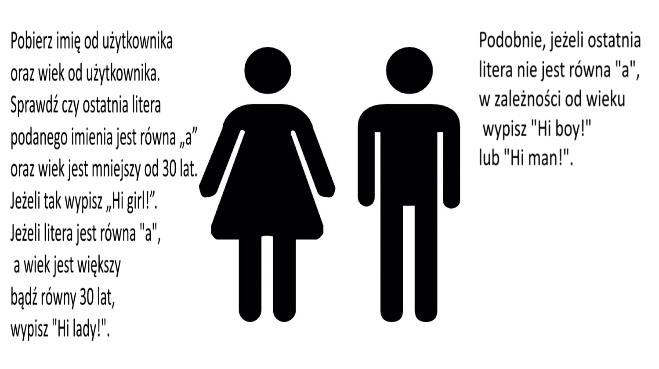 Pobierz imię od użytkownika
oraz wiek od użytkownika.
Sprawdź czy ostatnia litera
podanego imienia jest równa „a”
oraz wiek jest mniejszy od 30 lat.
Jeżeli tak wypisz „Hi girl!”.
Jeżeli litera jest równa "a",
a wiek jest większy
bądź równy 30 lat,
wypisz "Hi lady!".
Podobnie, jeżeli ostatnia
litera nie jest równa "a",
w zależności od wieku
wypisz "Hi boy!"
lub "Hi man!".